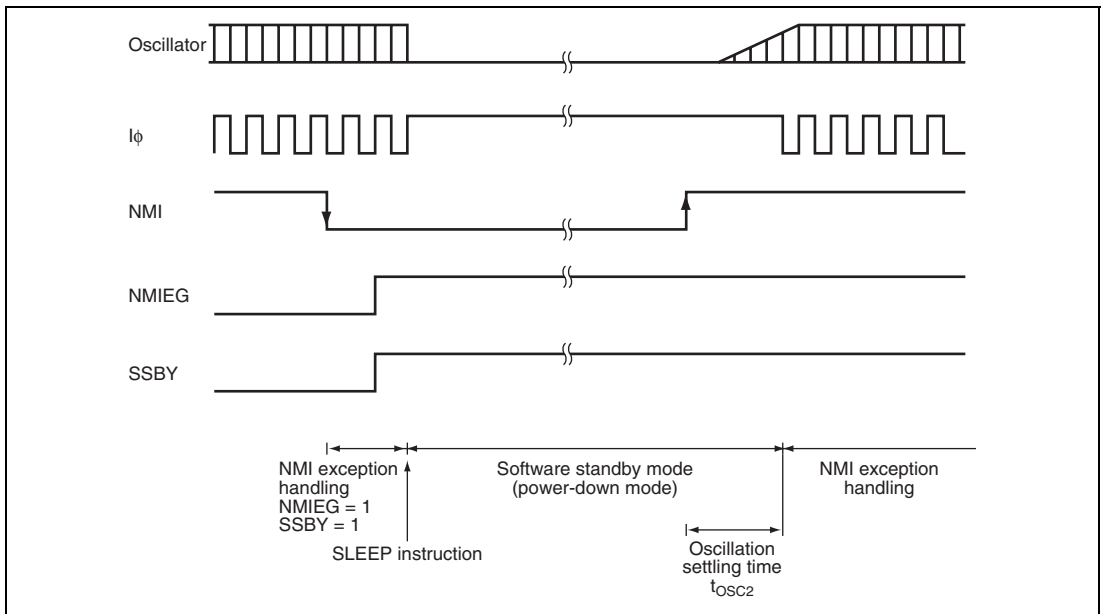 Oscillator
Iϕ
NMI
NMIEG
SSBY
NMI exception
handling
NMIEG = 1
SSBY = 1
SLEEP instruction
Software standby mode
(power-down mode)
Oscillation
settling time
tOSC2
NMI exception
handling